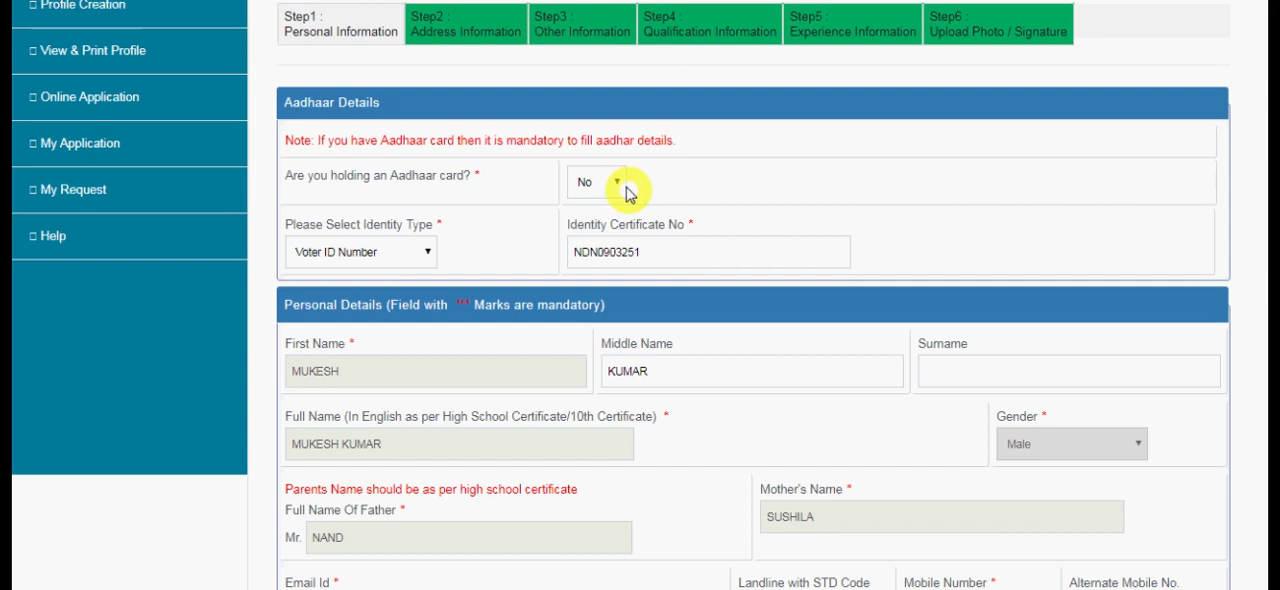 □ Profile Creation
□ View & Print Profile
□ Online Application
□ My Application
□ My Request
□ Help
Step1 :
Personal Information
Step2 :
Address Information
Step3 :
Other Information
Step4 :
Qualification Information
Step5 :
Experience Information
Step6 :
Upload Photo / Signature
Aadhaar Details
Note: If you have Aadhaar card then it is mandatory to fill aadhar details.
Are you holding an Aadhaar card? *
No
Please Select Identity Type *
Identity Certificate No *
Voter ID Number
NDN0903251
Personal Details (Field with "*" Marks are mandatory)
First Name *
Middle Name
Surname
MUKESH
KUMAR
Full Name (In English as per High School Certificate/10th Certificate) *
Gender *
MUKESH KUMAR
Male
Parents Name should be as per high school certificate
Full Name Of Father *
Mother's Name *
Mr. NAND
SUSHILA
Email Id *
Landline with STD Code
Mobile Number *
Alternate Mobile No.